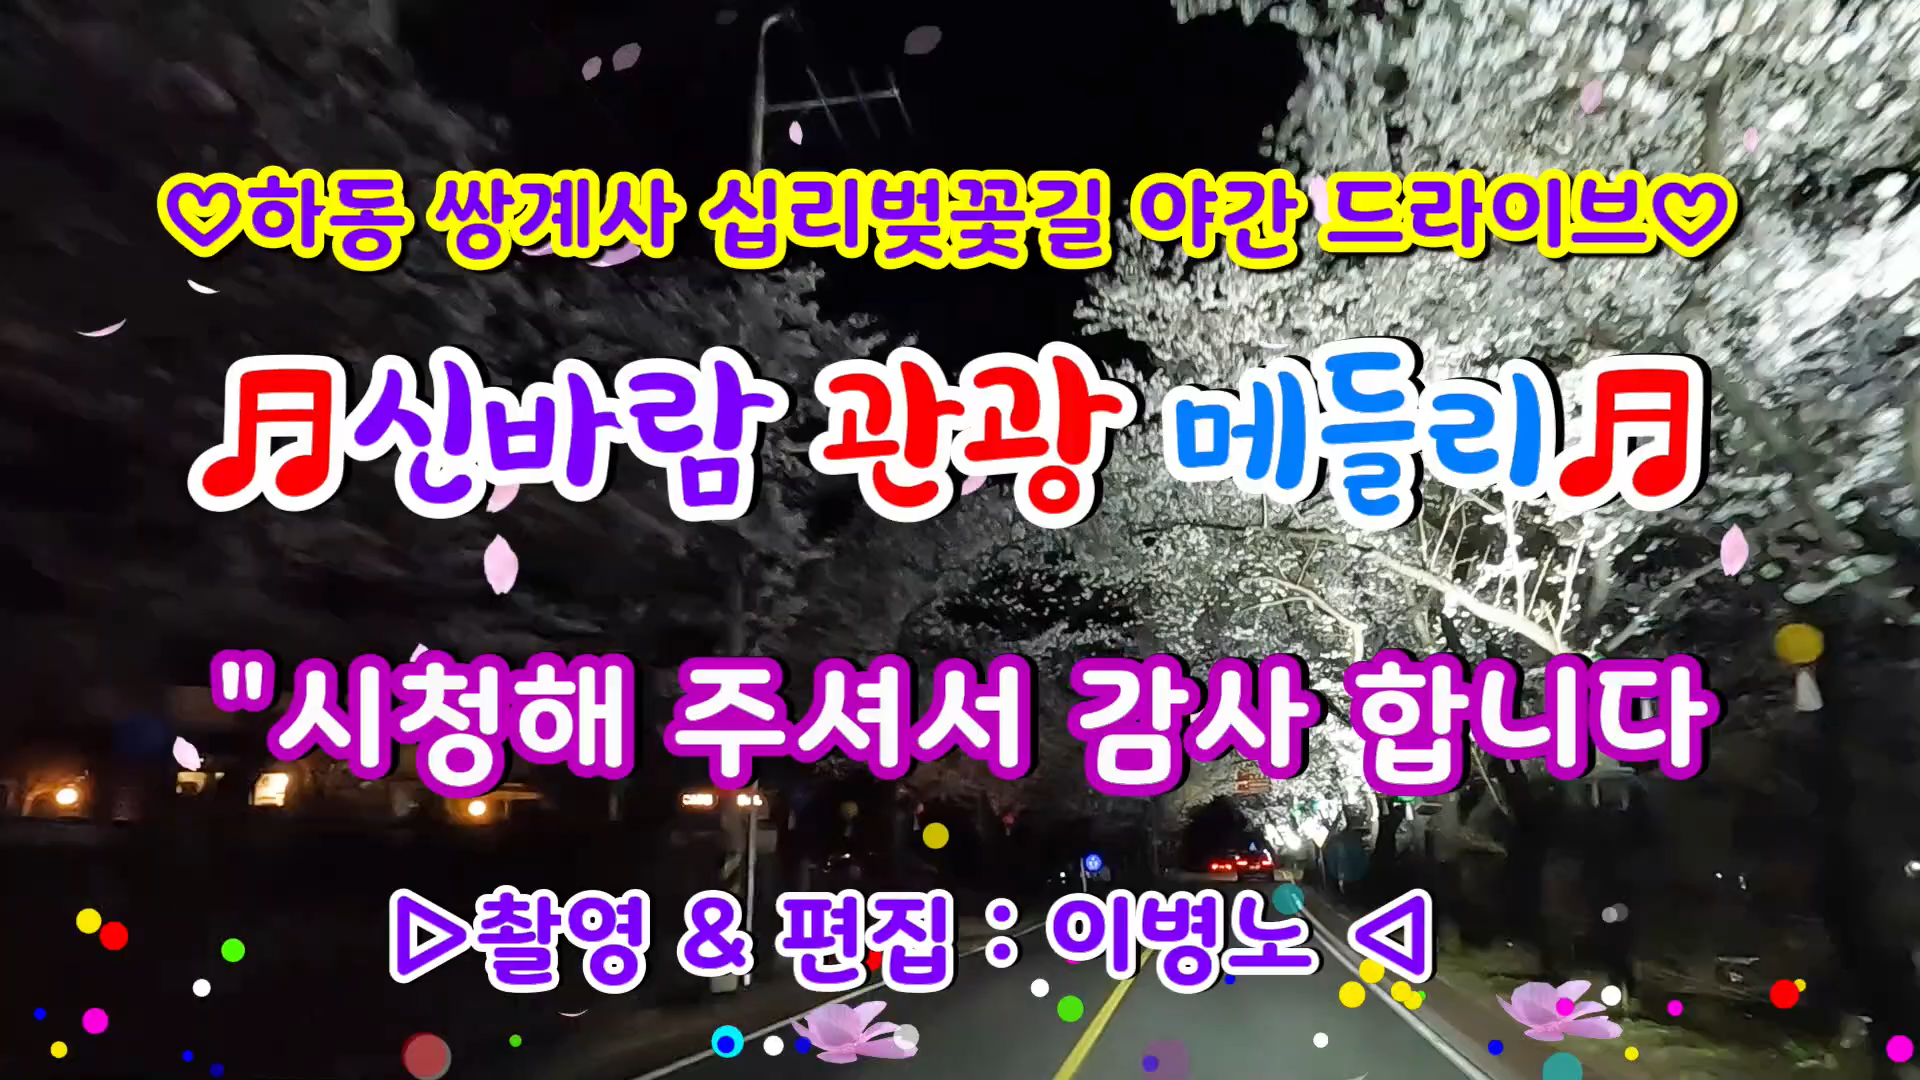 ♡하동 쌍계사 십리벚꽃길 야간 드라이브♡
♬신바람 관광 메들리♬
"시청해 주셔서 감사 합니다
▷촬영 & 편집 : 이병노 ◁